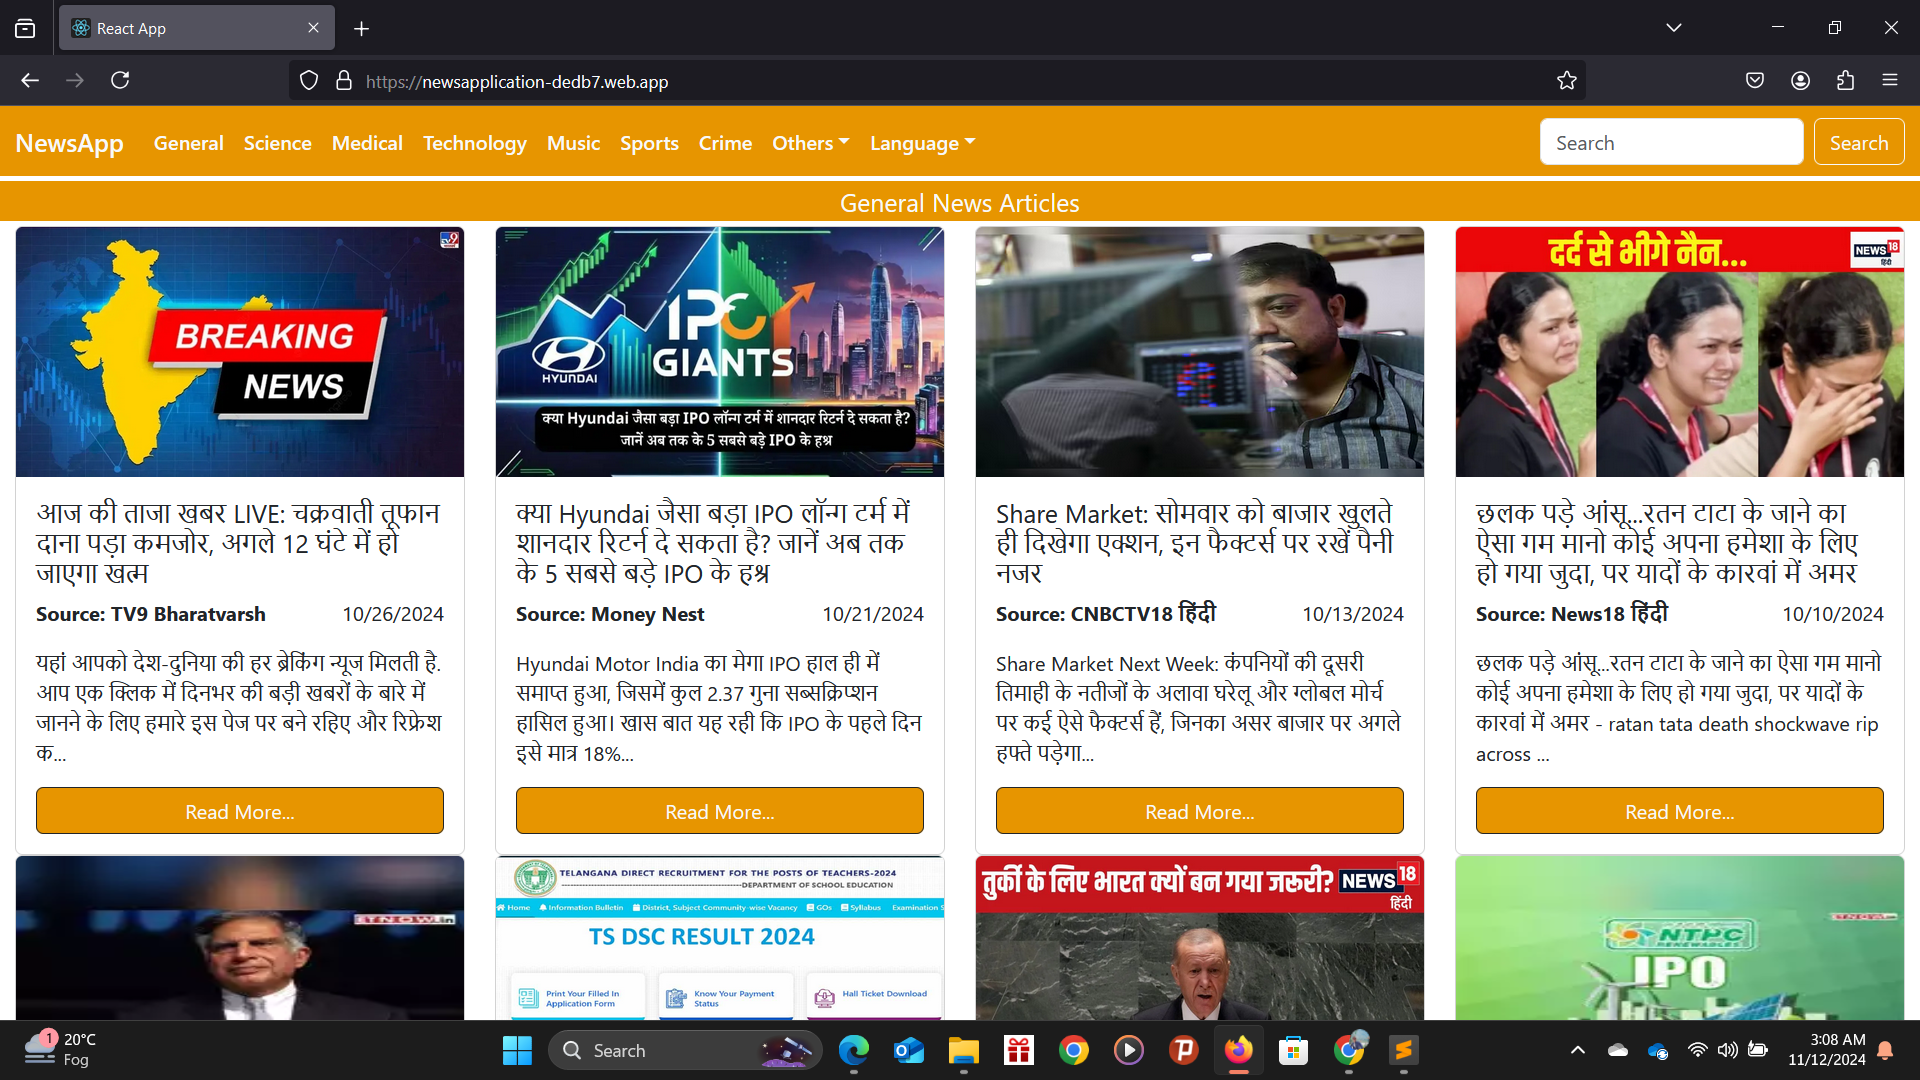 React App
https://newsapplication-dedb7.web.app
NewsApp General Science Medical Technology Music Sports Crime Others Language Search Search
General News Articles
TV9
BREAKING
NEWS
आज की ताजा खबर LIVE: चक्रवाती तूफान
दाना पड़ा कमजोर, अगले 12 घंटे में हो
जाएगा खत्म
Source: TV9 Bharatvarsh 10/26/2024
यहां आपको देश-दुनिया की हर ब्रेकिंग न्यूज मिलती है.
आप एक क्लिक में दिनभर की बड़ी खबरों के बारे में
जानने के लिए हमारे इस पेज पर बने रहिए और रिफ्रेश
क...
Read More...
IPO
GIANTS
HYUNDAI
क्या Hyundai जैसा बड़ा IPO लॉन्ग टर्म में शानदार रिटर्न दे सकता है?
जानें अब तक के 5 सबसे बड़े IPO के हश्र
क्या Hyundai जैसा बड़ा IPO लॉन्ग टर्म में
शानदार रिटर्न दे सकता है? जानें अब तक
के 5 सबसे बड़े IPO के हश्र
Source: Money Nest 10/21/2024
Hyundai Motor India का मेगा IPO हाल ही में
समाप्त हुआ, जिसमें कुल 2.37 गुना सब्सक्रिप्शन
हासिल हुआ। खास बात यह रही कि IPO के पहले दिन
इसे मात्र 18%...
Read More...
Share Market: सोमवार को बाजार खुलते
ही दिखेगा एक्शन, इन फैक्टर्स पर रखें पैनी
नजर
Source: CNBCTV18 हिंदी 10/13/2024
Share Market Next Week: कंपनियों की दूसरी
तिमाही के नतीजों के अलावा घरेलू और ग्लोबल मोर्च
पर कई ऐसे फैक्टर्स हैं, जिनका असर बाजार पर अगले
हफ्ते पड़ेगा...
Read More...
दर्द से भीगे नैन...
NEWS 18
हिंदी
छलक पड़े आंसू...रतन टाटा के जाने का
ऐसा गम मानो कोई अपना हमेशा के लिए
हो गया जुदा, पर यादों के कारवां में अमर
Source: News18 हिंदी 10/10/2024
छलक पड़े आंसू...रतन टाटा के जाने का ऐसा गम मानो
कोई अपना हमेशा के लिए हो गया जुदा, पर यादों के
कारवां में अमर - ratan tata death shockwave rip
across ...
Read More...
ETNOW.in
TELANGANA DIRECT RECRUITMENT FOR THE POSTS OF TEACHERS-2024
DEPARTMENT OF SCHOOL EDUCATION
Home Information Bulletin District, Subject Community-wise Vacancy GOs Syllabus Examination S
TS DSC RESULT 2024
Print Your Filled In
Application Form
Know Your Payment
Status
Hall Ticket Download
तुर्की के लिए भारत क्यों बन गया जरूरी? NEWS 18
हिंदी
NTPC
IPO
1
20°C
Fog
Search
3:08 AM
11/12/2024